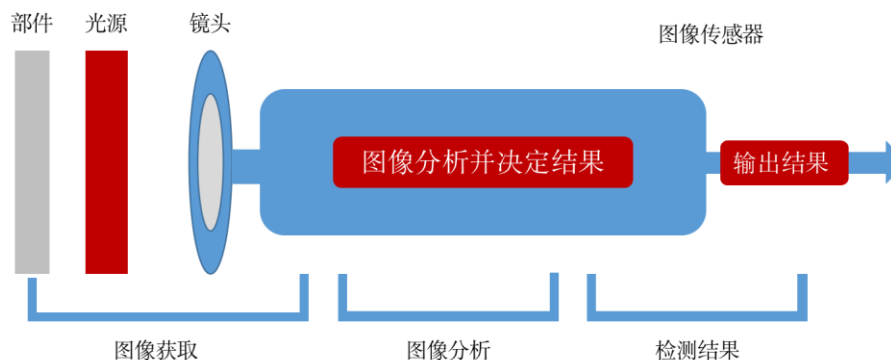 部件
光源
镜头
图像传感器
图像分析并决定结果
输出结果
图像获取
图像分析
检测结果